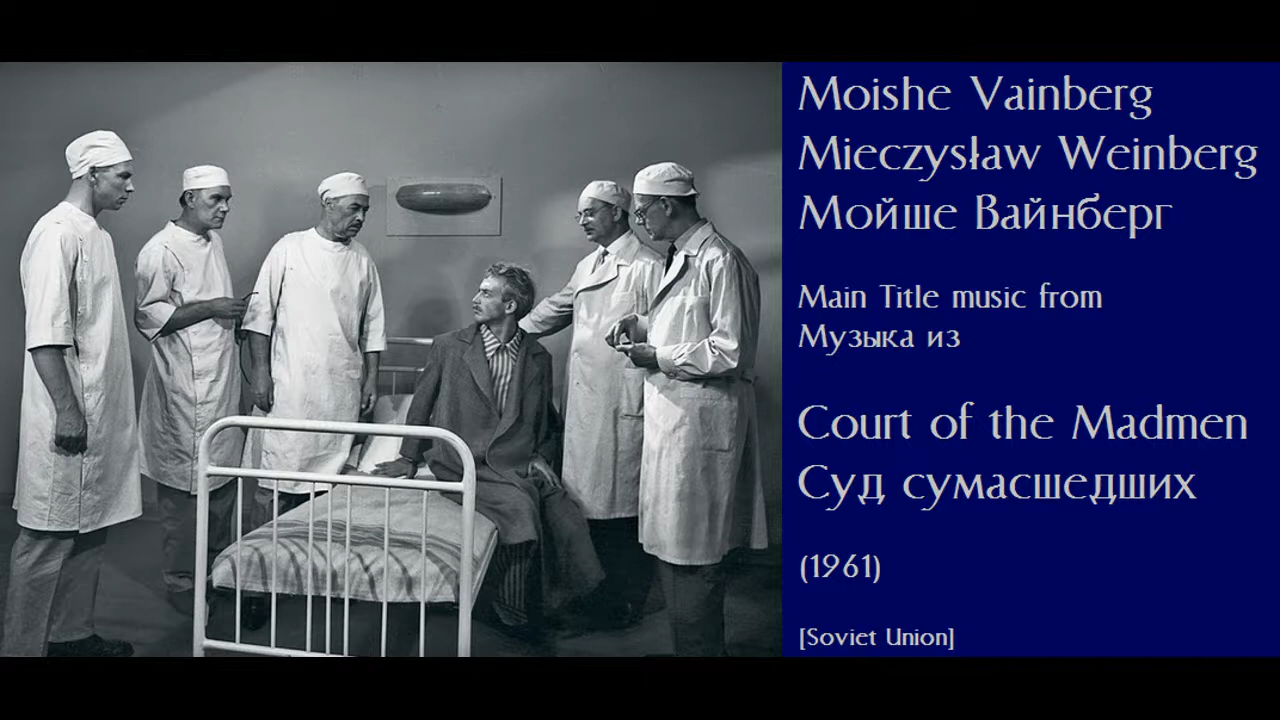 Moishe Vainberg
Mieczysław Weinberg
Мойше Вайнберг
Main Title music from
Музыка из
Court of the Madmen
Суд сумасшедших
(1961)
[Soviet Union]